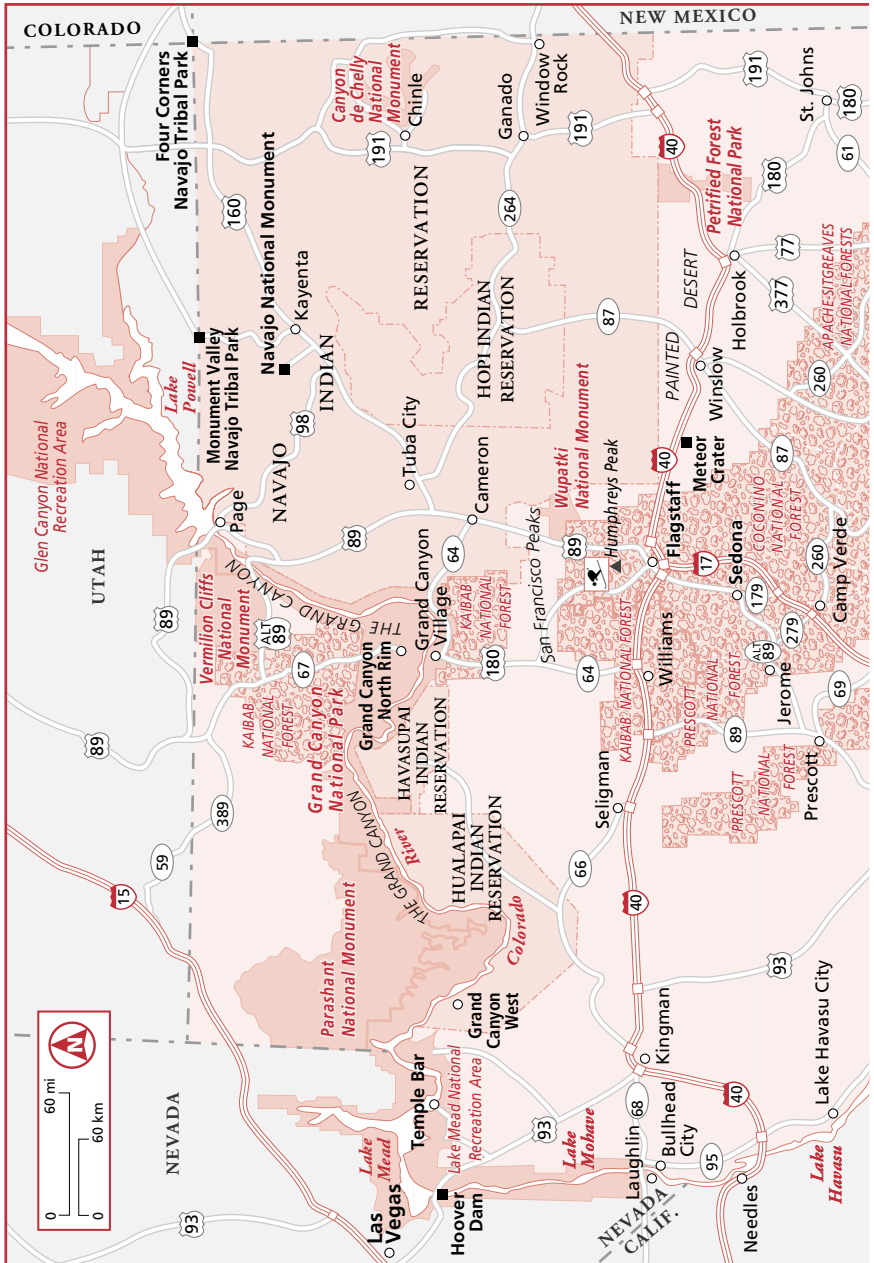 COLORADO
NEW MEXICO
UTAH
NEVADA
NEVADA
CALIF.
N
0
60 mi
0
60 km
Four Corners
Navajo Tribal Park
Canyon
de Chelly
National
Monument
Chinle
Ganado
Window
Rock
St. Johns
191
191
191
40
180
180
61
77
377
160
264
Navajo National Monument
Kayenta
Monument Valley
Navajo Tribal Park
Lake
Powell
Glen Canyon National
Recreation Area
NAVAJO
INDIAN
RESERVATION
HOPI INDIAN
RESERVATION
98
87
Petrified Forest
National Park
PAINTED
DESERT
Holbrook
Winslow
APACHE-SITGREAVES
NATIONAL FORESTS
260
87
260
Page
Tuba City
Cameron
89
89
64
Wupatki
National Monument
Humphreys Peak
San Francisco Peaks
40
Meteor
Crater
Flagstaff
COCONINO
NATIONAL
FOREST
17
Sedona
179
279
Camp Verde
ALT
89
Jerome
69
Prescott
89
Vermilion Cliffs
National
Monument
ALT
89
89
89
67
THE GRAND CANYON
KAIBAB
NATIONAL
FOREST
Grand Canyon
National Park
Grand Canyon
North Rim
Grand Canyon
Village
KAIBAB
NATIONAL
FOREST
180
64
KAIBAB NATIONAL FOREST
Williams
PRESCOTT
NATIONAL
FOREST
PRESCOTT
NATIONAL
FOREST
Seligman
66
40
HAVASUPAI
INDIAN
RESERVATION
HUALAPAI
INDIAN
RESERVATION
THE GRAND CANYON
Colorado
River
389
59
15
Parashant
National Monument
Grand
Canyon
West
93
Kingman
Lake Havasu City
Temple Bar
Lake Mead National
Recreation Area
93
Lake
Mead
Lake
Mohave
68
Laughlin
Bullhead
City
95
40
Needles
Lake
Havasu
93
Las
Vegas
Hoover
Dam